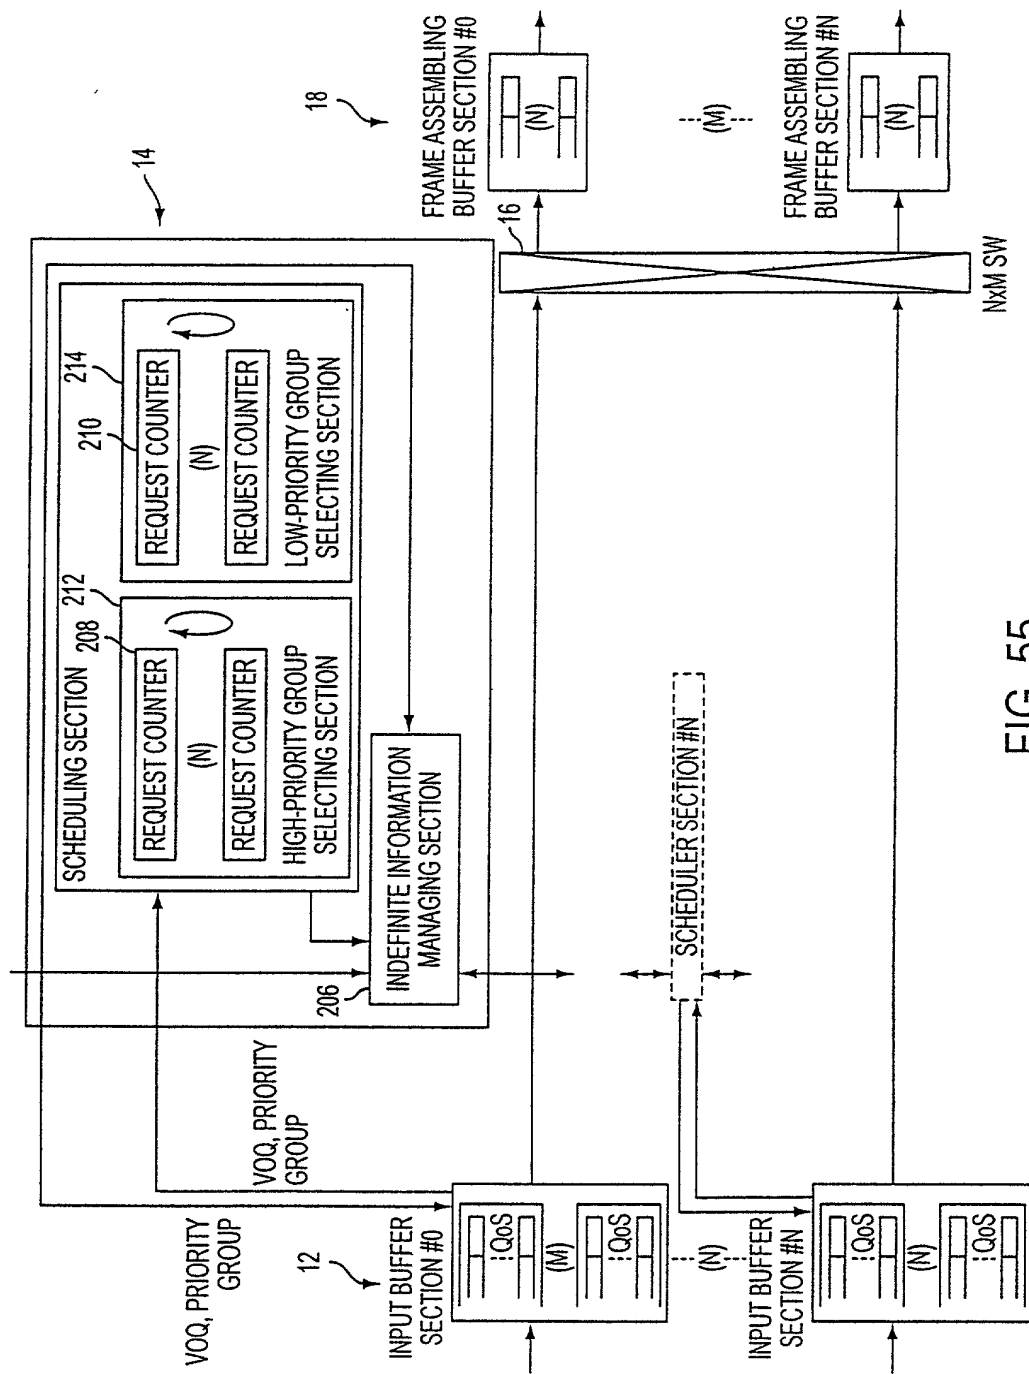 VOQ, PRIORITY
GROUP
VOQ, PRIORITY
GROUP
14
SCHEDULING SECTION
208
212
REQUEST COUNTER
(N)
REQUEST COUNTER
HIGH-PRIORITY GROUP
SELECTING SECTION
210
214
REQUEST COUNTER
(N)
REQUEST COUNTER
LOW-PRIORITY GROUP
SELECTING SECTION
206
INDEFINITE INFORMATION
MANAGING SECTION
12
INPUT BUFFER
SECTION #0
QoS
(M)
QoS
(N)
INPUT BUFFER
SECTION #N
QoS
(N)
QoS
SCHEDULER SECTION #N
16
NxM SW
18
FRAME ASSEMBLING
BUFFER SECTION #0
(N)
(M)
FRAME ASSEMBLING
BUFFER SECTION #N
(N)
FIG. 55